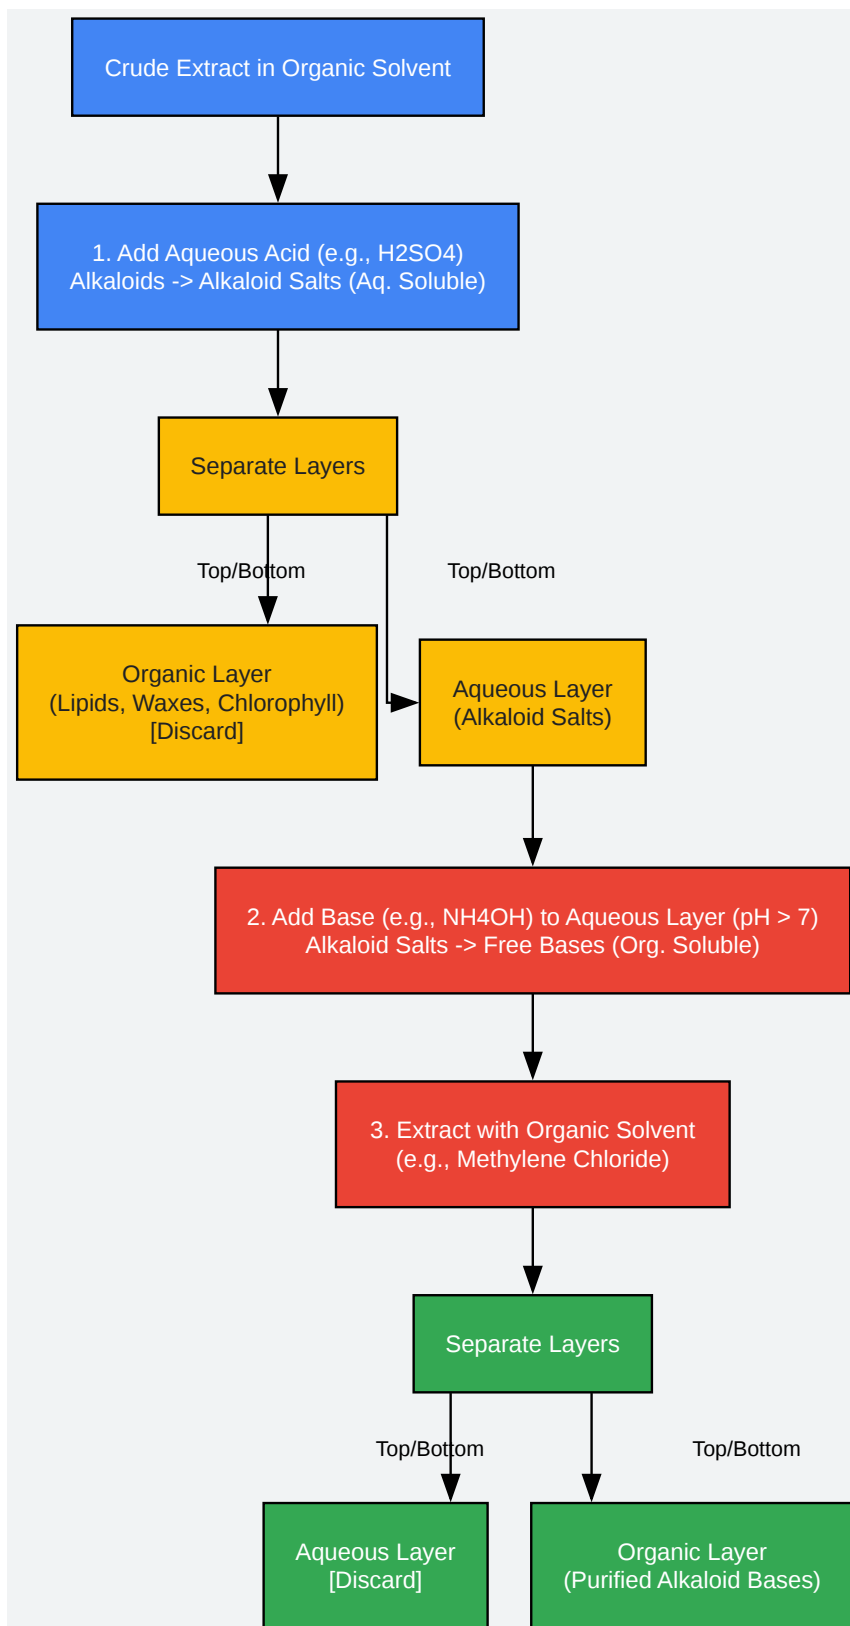 Crude Extract in Organic Solvent
1. Add Aqueous Acid (e.g., H2SO4)
Alkaloids -> Alkaloid Salts (Aq. Soluble)
Separate Layers
Top/Bottom
Top/Bottom
Organic Layer
(Lipids, Waxes, Chlorophyll)
[Discard]
Aqueous Layer
(Alkaloid Salts)
2. Add Base (e.g., NH4OH) to Aqueous Layer (pH > 7)
Alkaloid Salts -> Free Bases (Org. Soluble)
3. Extract with Organic Solvent
(e.g., Methylene Chloride)
Separate Layers
Top/Bottom
Top/Bottom
Aqueous Layer
[Discard]
Organic Layer
(Purified Alkaloid Bases)